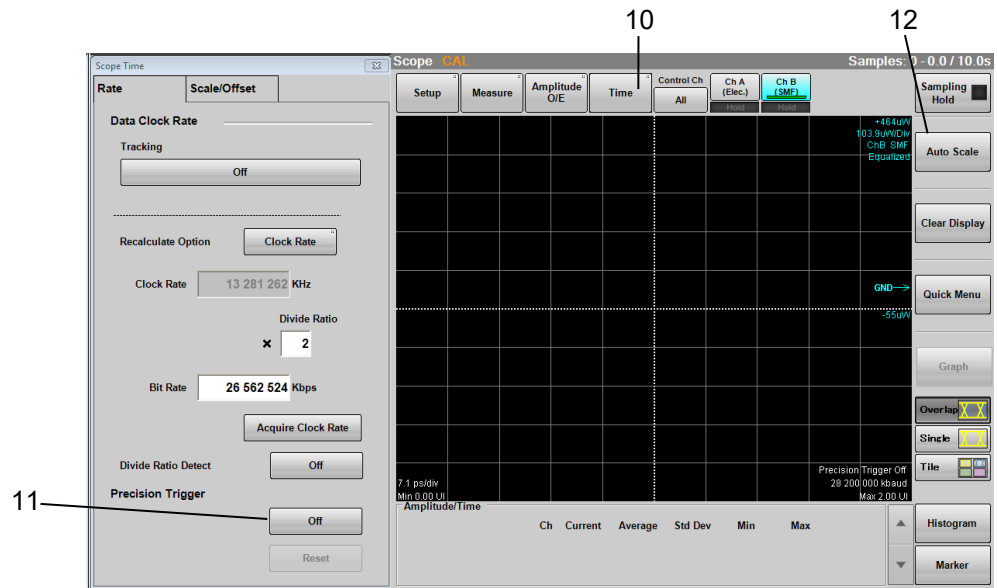 10
12
Scope Time
Rate
Scale/Offset
Data Clock Rate
Tracking
Off
Recalculate Option
Clock Rate
Clock Rate
13 281 262 KHz
Divide Ratio
× 2
Bit Rate
26 562 524 Kbps
Acquire Clock Rate
Divide Ratio Detect
Off
Precision Trigger
11
Off
Reset
Scope CAL
Samples: 0 - 0.0 / 10.0s
Setup
Measure
Amplitude
O/E
Time
Control Ch
All
Ch A
(Elec.)
Hold
Ch B
(SMF)
Hold
+464uW
103.9uW/Div
ChB SMF
Equalized
GND
-55uW
Precision Trigger Off
7.1 ps/div
28 200 000 kbaud
Min 0.00 UI
Max 2.00 UI
Amplitude/Time
Ch Current Average Std Dev Min Max
Sampling
Hold
Auto Scale
Clear Display
Quick Menu
Graph
Overlap
Single
Tile
Histogram
Marker